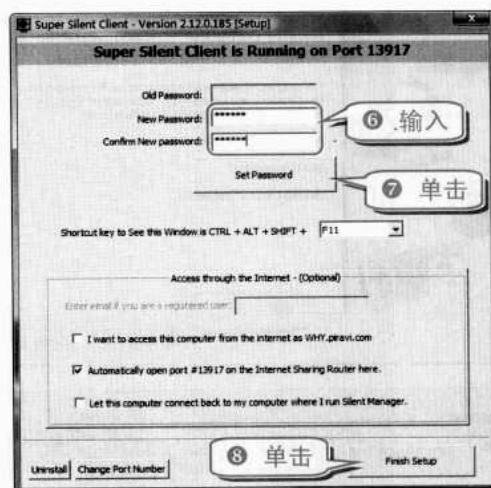 Super Silent Client - Version 2.12.0.185 [Setup]
Super Silent Client is Running on Port 13917
Old Password:
New Password: ******
❻ 输入
Confirm New password: ******
Set Password
❼ 单击
Shortcut key to See this Window is CTRL + ALT + SHIFT + F11
Access through the Internet - (Optional)
Enter email if you are a registered user:
I want to access this computer from the internet as WHY.piravi.com
Automatically open port #13917 on the Internet Sharing Router here.
Let this computer connect back to my computer where I run Silent Manager.
❽ 单击
Uninstall Change Port Number Finish Setup